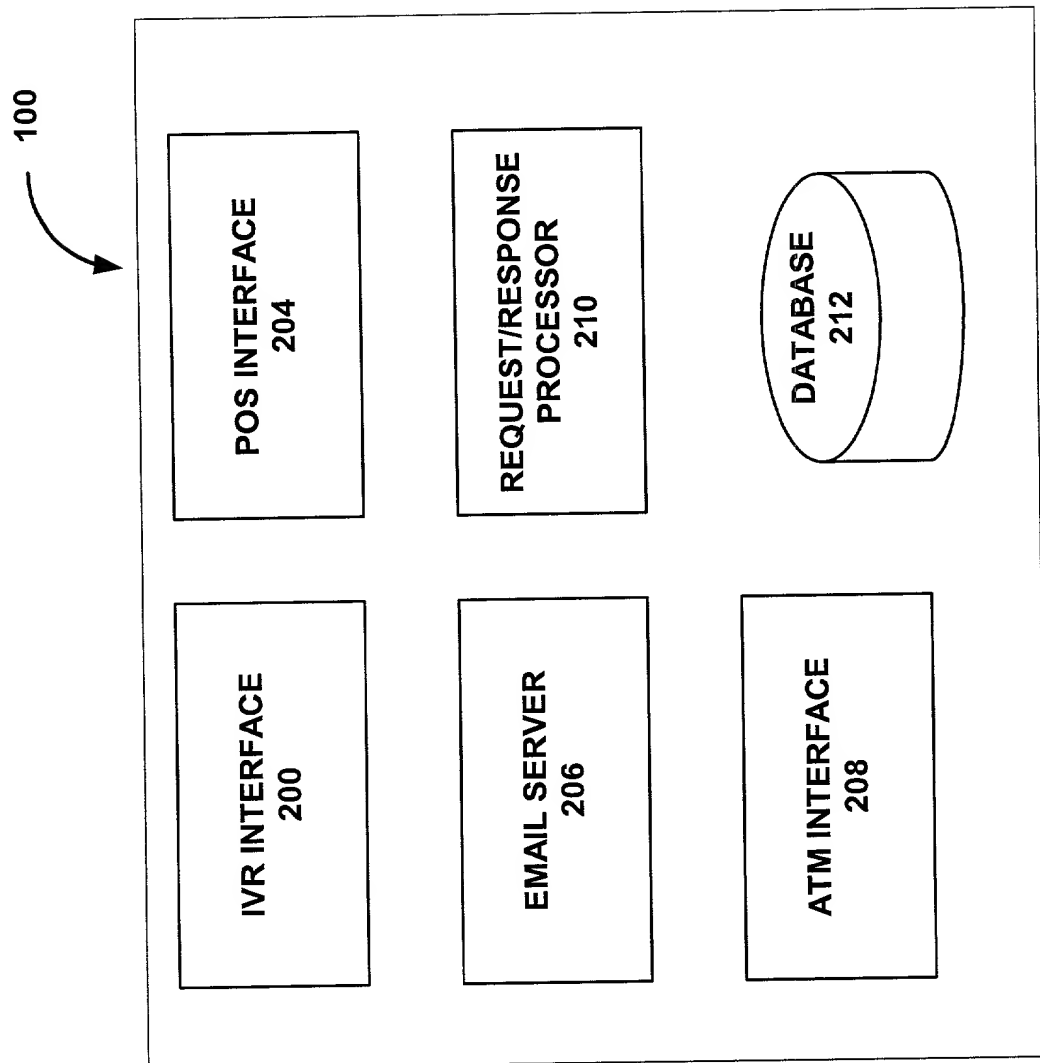 100
IVR INTERFACE
200
POS INTERFACE
204
EMAIL SERVER
206
REQUEST/RESPONSE
PROCESSOR
210
ATM INTERFACE
208
DATABASE
212